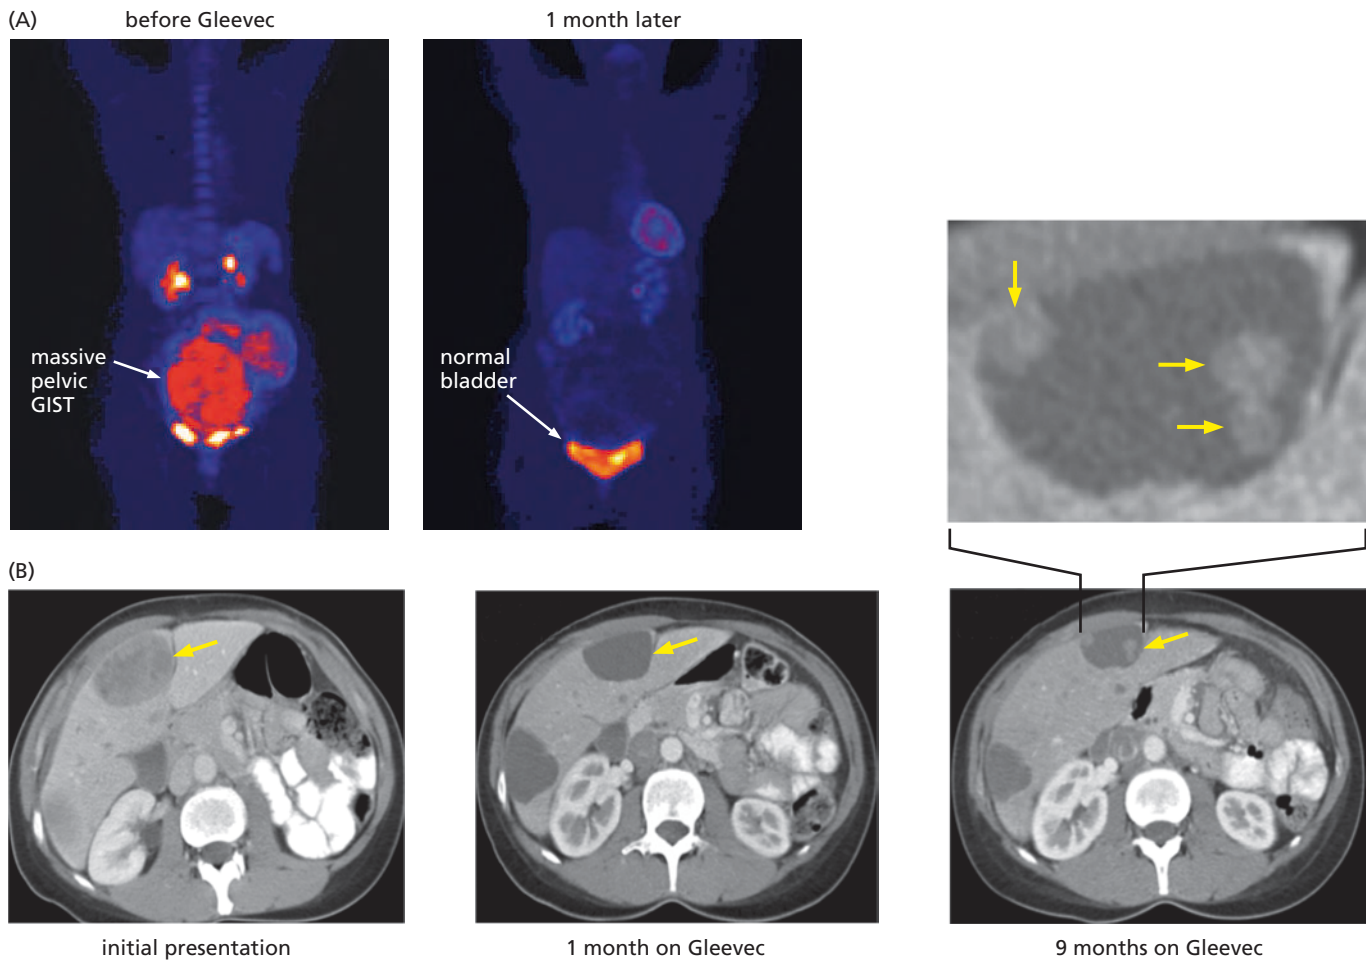 (A)
before Gleevec
1 month later
massive
pelvic
GIST
normal
bladder
(B)
initial presentation
1 month on Gleevec
9 months on Gleevec